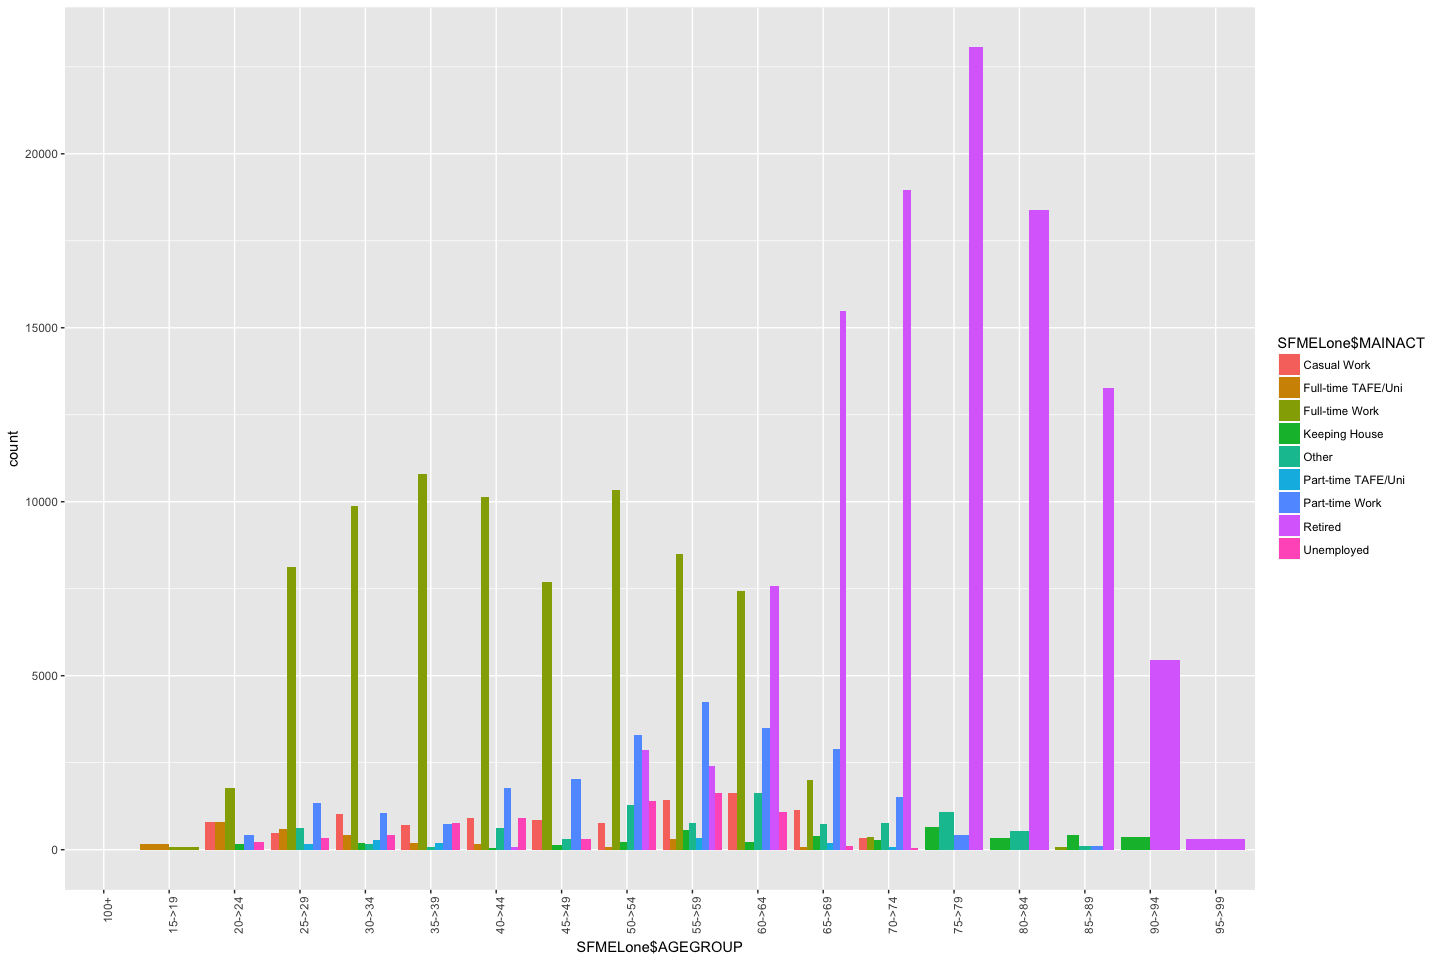 count
20000
15000
10000
5000
0
100+
15->19
20->24
25->29
30->34
35->39
40->44
45->49
50->54
55->59
60->64
65->69
70->74
75->79
80->84
85->89
90->94
95->99
SFMELone$AGEGROUP
SFMELone$MAINACT
Casual Work
Full-time TAFE/Uni
Full-time Work
Keeping House
Other
Part-time TAFE/Uni
Part-time Work
Retired
Unemployed